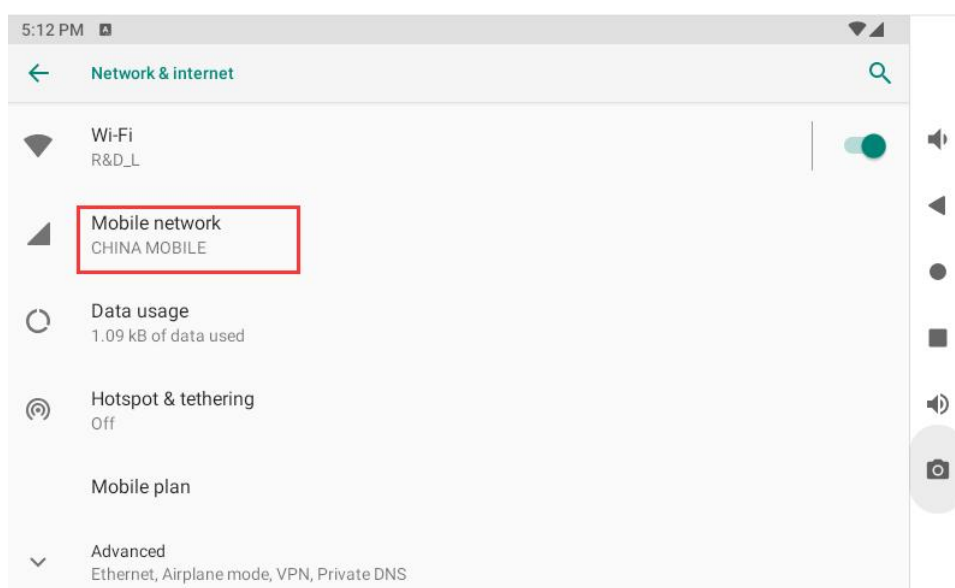 5:12 PM
Network & internet
Wi-Fi
R&D_L
Mobile network
CHINA MOBILE
Data usage
1.09 kB of data used
Hotspot & tethering
Off
Mobile plan
Advanced
Ethernet, Airplane mode, VPN, Private DNS